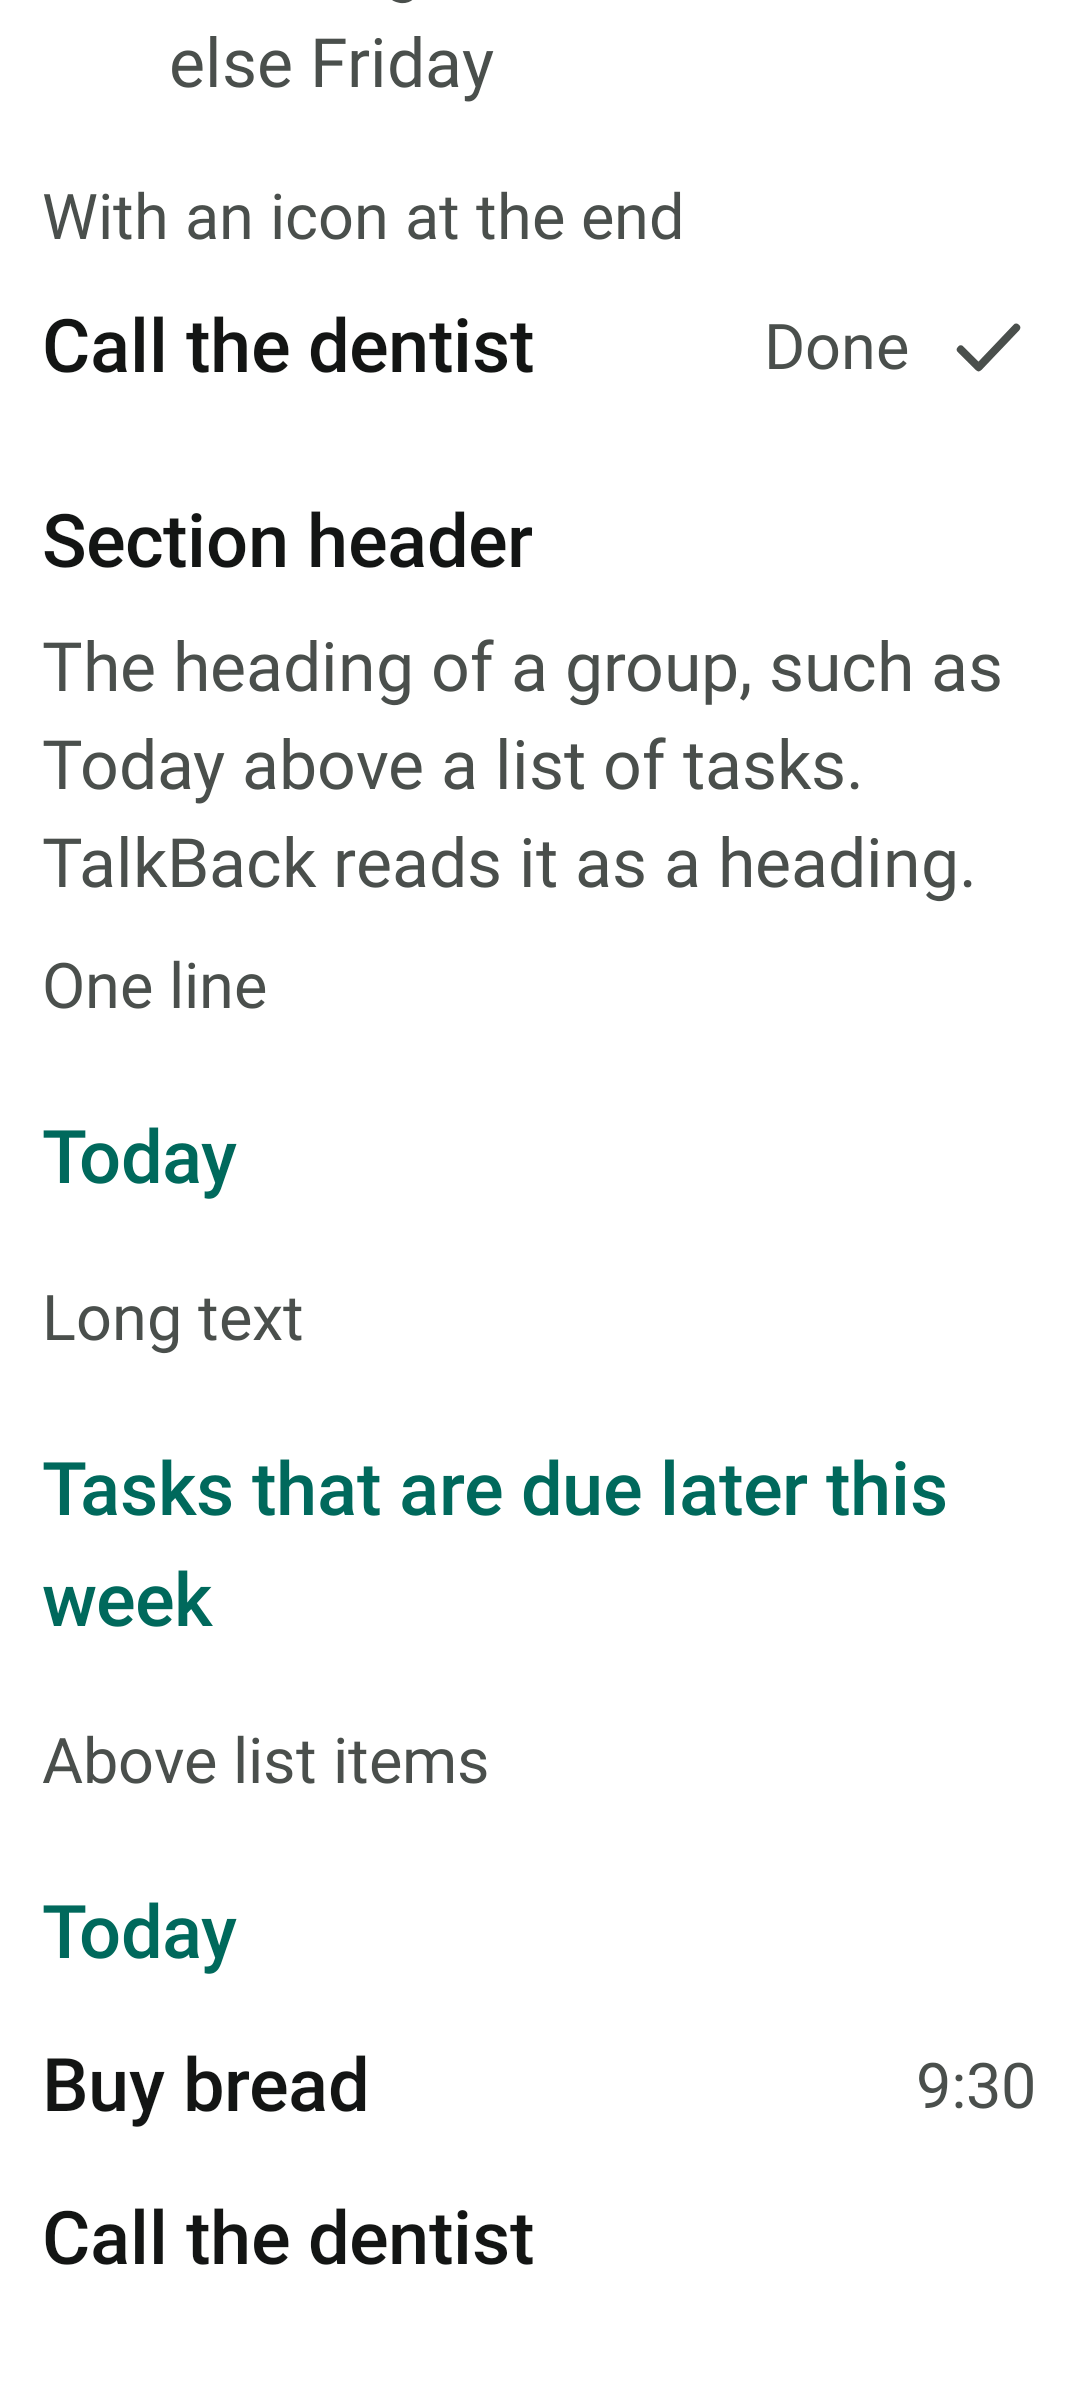 else Friday
With an icon at the end
Call the dentist Done
Section header
The heading of a group, such as
Today above a list of tasks.
TalkBack reads it as a heading.
One line
Today
Long text
Tasks that are due later this
week
Above list items
Today
Buy bread 9:30
Call the dentist